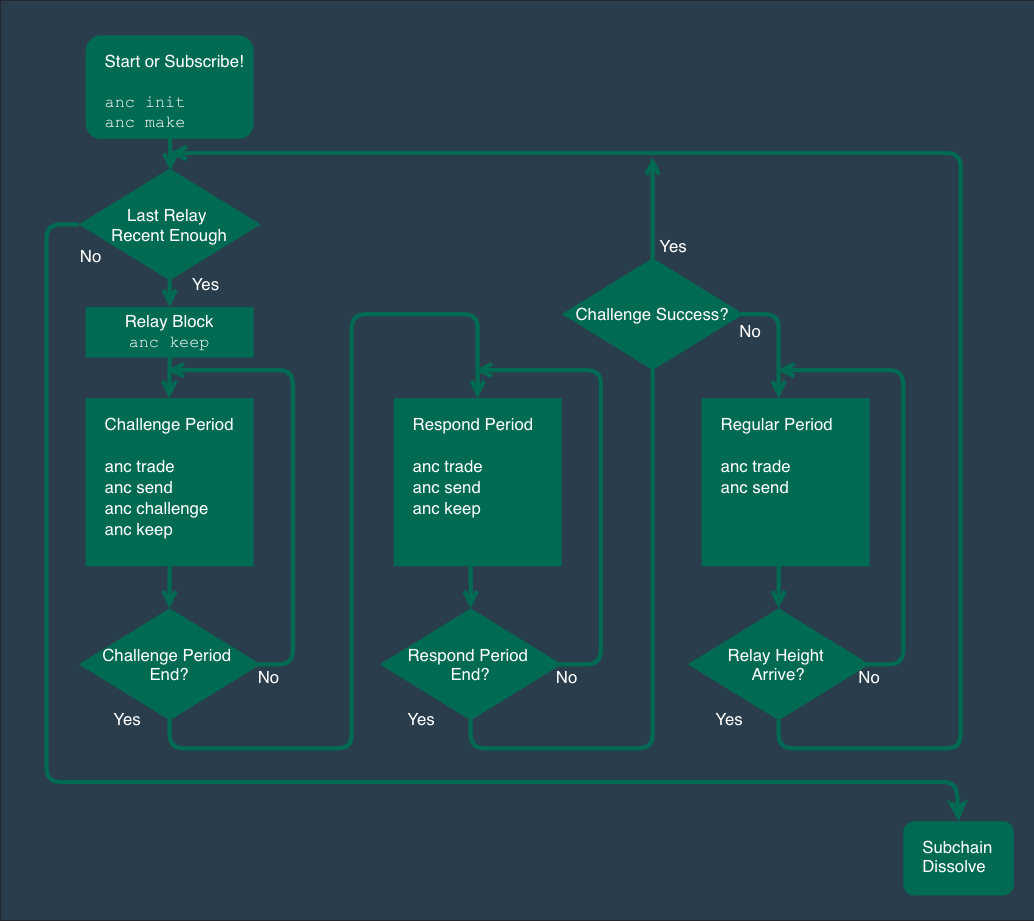 Start or Subscribe!
anc init
anc make
Last Relay
Recent Enough
No
Yes
Relay Block
anc keep
Challenge Period
anc trade
anc send
anc challenge
anc keep
Challenge Period
End?
No
Yes
Respond Period
anc trade
anc send
anc keep
Respond Period
End?
No
Yes
Challenge Success?
Yes
No
Regular Period
anc trade
anc send
Relay Height
Arrive?
No
Yes
Subchain
Dissolve